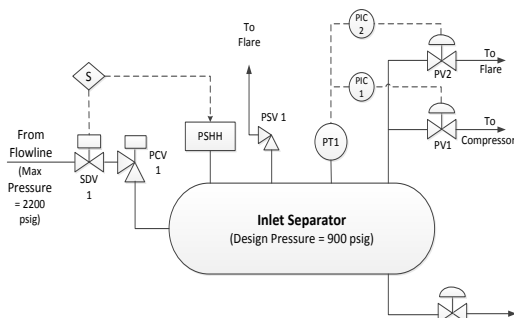 PIC
2
To
Flare
S
To
Flare
PIC
1
PV2
From
Flowline
(Max
Pressure
= 2200
psig)
SDV
1
PCV
1
PSHH
PSV 1
PT1
PV1
To
Compressor
Inlet Separator
(Design Pressure = 900 psig)